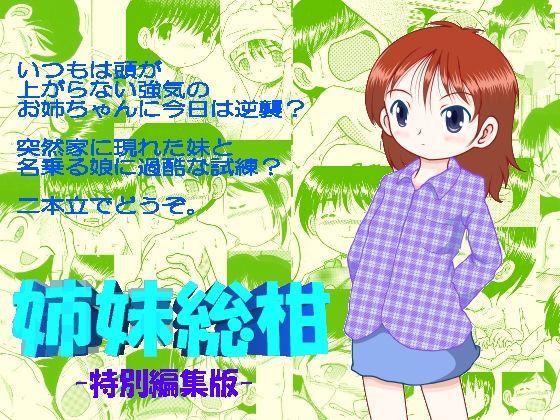 いつもは頭が
上がらない強気の
お姉ちゃんに今日は逆襲？
突然家に現れた妹と
名乗る娘に過酷な試練？
二本立でどうぞ。
姉妹総柑
-特別編集版-